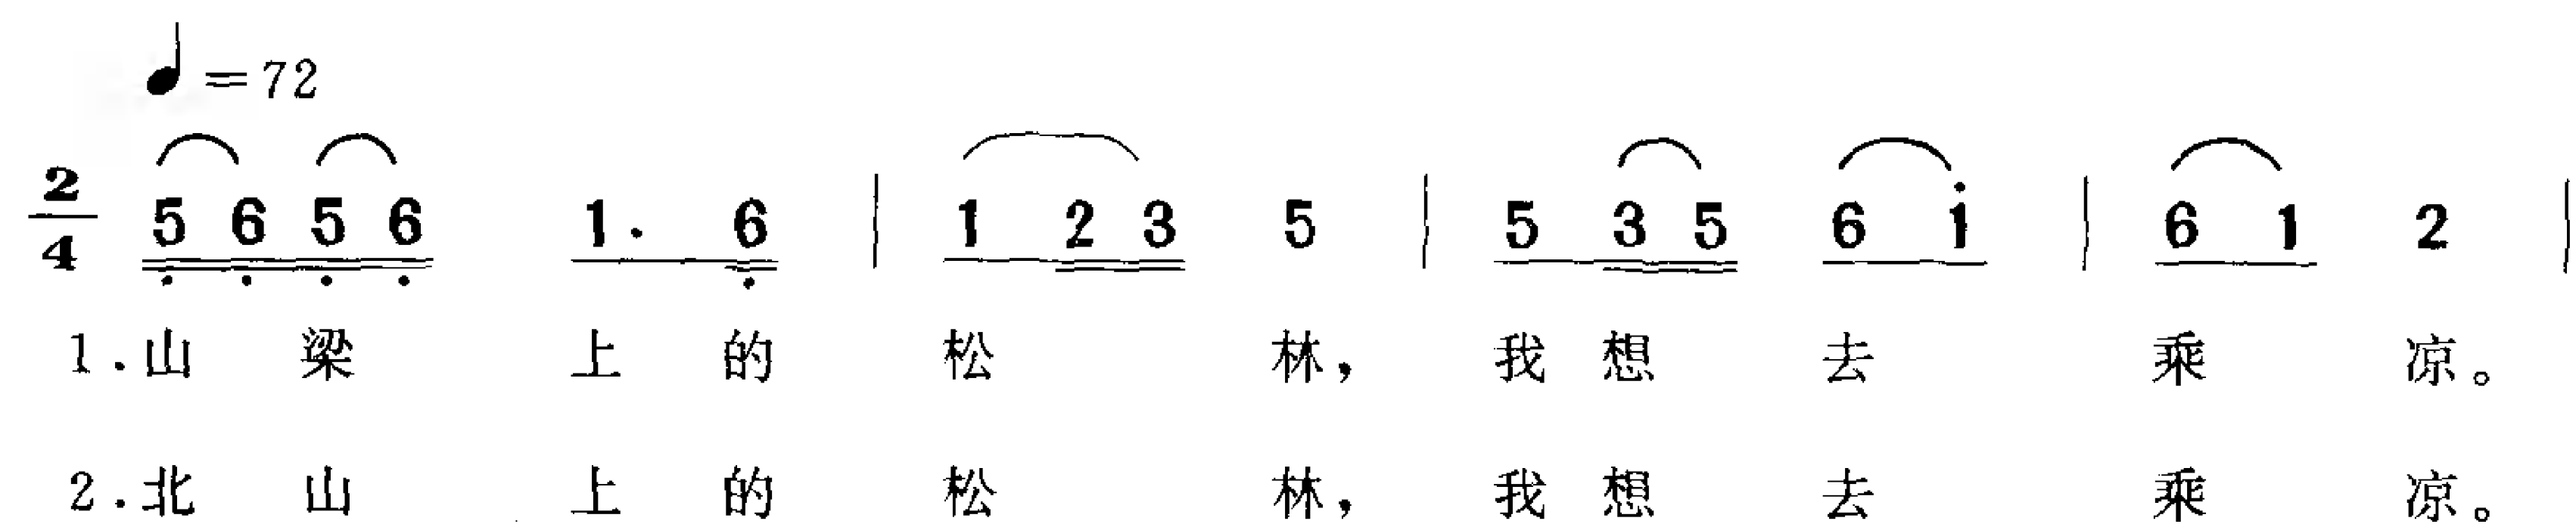 ♩=72
2/4 5 6 5 6 1. 6 | 1 2 3 5 | 5 3 5 6 i | 6 1 2 |
1.山 梁 上 的 松 林， 我 想 去 乘 凉。
2.北 山 上 的 松 林， 我 想 去 乘 凉。